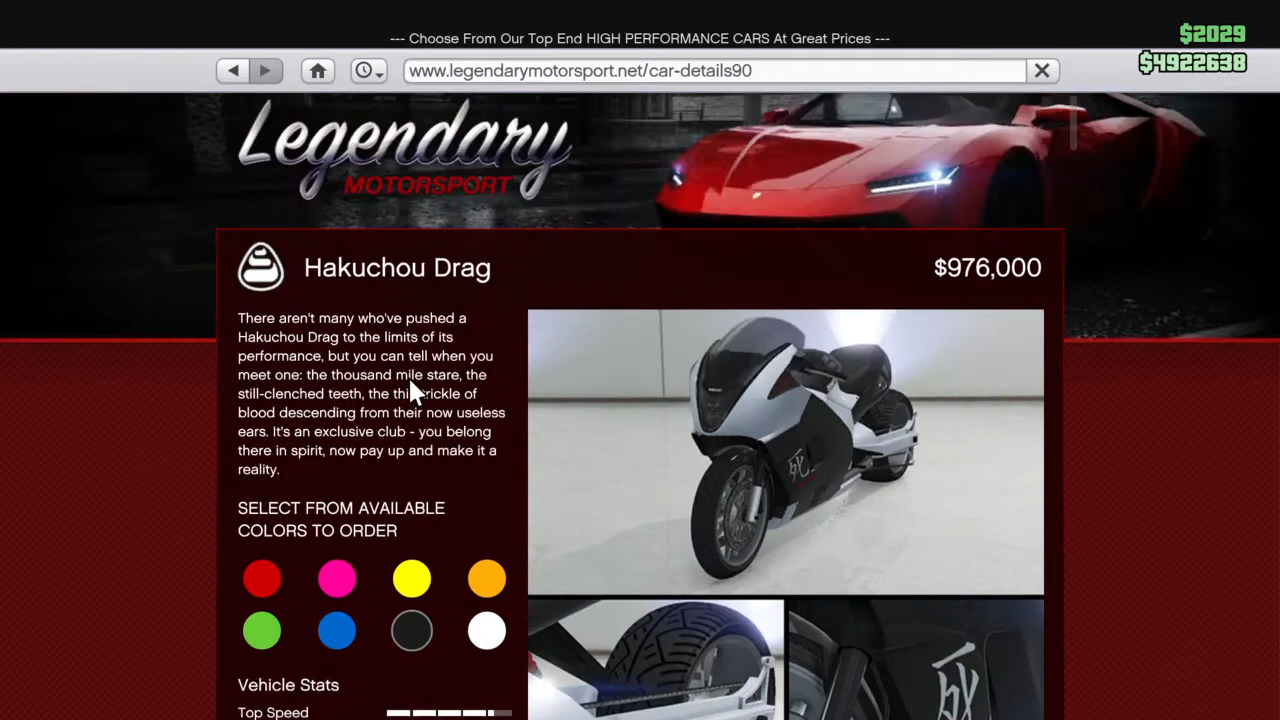 --- Choose From Our Top End HIGH PERFORMANCE CARS At Great Prices ---
$2029
$4922638
www.legendarymotorsport.net/car-details90
Legendary
MOTORSPORT
Hakuchou Drag
$976,000
There aren't many who've pushed a
Hakuchou Drag to the limits of its
performance, but you can tell when you
meet one: the thousand mile stare, the
still-clenched teeth, the thin trickle of
blood descending from their now useless
ears. It's an exclusive club - you belong
there in spirit, now pay up and make it a
reality.
SELECT FROM AVAILABLE
COLORS TO ORDER
死
死
Vehicle Stats
Top Speed